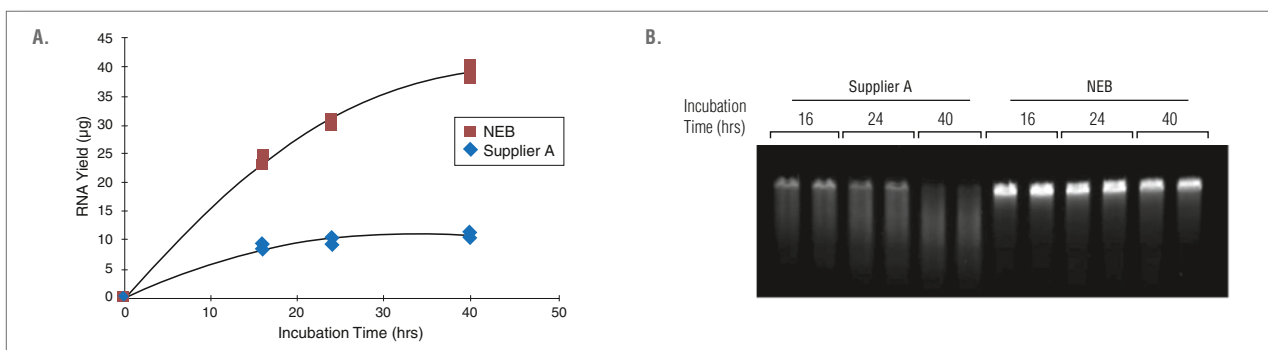 A.
45
40
35
30
25
20
15
10
5
0
RNA Yield (µg)
0 10 20 30 40 50
Incubation Time (hrs)
NEB
Supplier A
B.
Supplier A NEB
Incubation
Time (hrs)
16 24 40 16 24 40